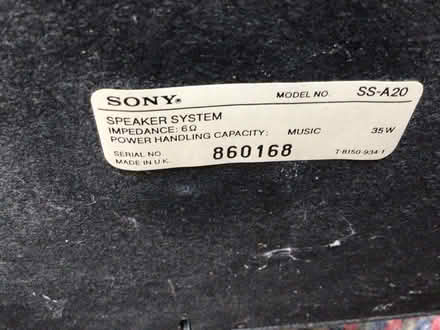 SONY® MODEL NO. SS-A20
SPEAKER SYSTEM
IMPEDANCE: 6Ω
POWER HANDLING CAPACITY: MUSIC 35W
SERIAL NO. 860168
MADE IN U.K. 7-8150-934-1